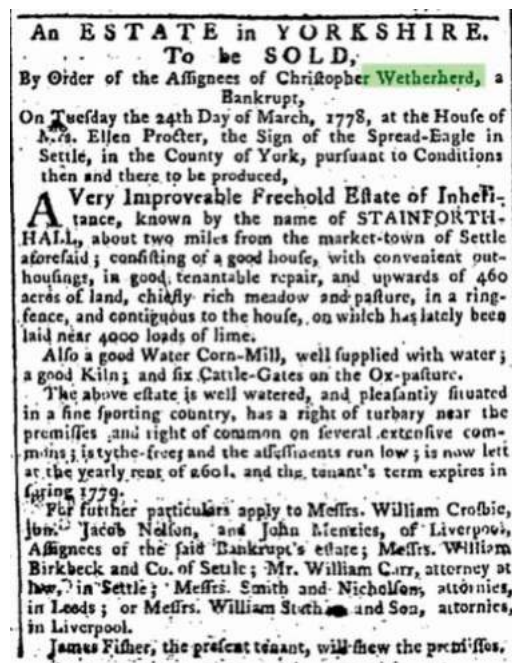 An ESTATE in YORKSHIRE.
To be SOLD,
By Order of the Aſſignees of Chriſtopher Wetherherd, a
Bankrupt,
On Tueſday the 24th Day of March, 1778, at the Houſe of
Mrs. Ellen Procter, the Sign of the Spread-Eagle in
Settle, in the County of York, purſuant to Conditions
then and there to be produced,
A Very Improveable Freehold Eſtate of Inheri-
tance, known by the name of STAINFORTH-
HALL, about two miles from the market-town of Settle
aforeſaid; conſiſting of a good houſe, with convenient out-
houſings, in good tenantable repair, and upwards of 460
acres of land, chiefly rich meadow and paſture, in a ring-
fence, and contiguous to the houſe, on which has lately been
laid near 4000 loads of lime.
Alſo a good Water Corn-Mill, well ſupplied with water;
a good Kiln; and ſix Cattle-Gates on the Ox-paſture.
The above eſtate is well watered, and pleaſantly ſituated
in a fine ſporting country, has a right of turbary near the
premiſſes and right of common on ſeveral extenſive com-
mons; is tythe-free; and the aſſeſſments run low; is now lett
at the yearly rent of 260l. and the tenant's term expires in
ſpring 1779.
For further particulars apply to Meſſrs. William Croſbie,
jun. Jacob Nelſon, and John Menzies, of Liverpool,
Aſſignees of the ſaid Bankrupt's eſtate; Meſſrs. William
Birkbeck and Co. of Settle; Mr. William Carr, attorney at
law, in Settle; Meſſrs. Smith and Nicholſon, attornies,
in Leeds; or Meſſrs. William and Son, attornies,
in Liverpool.
James Fiſher, the preſent tenant, will ſhew the premiſſes.